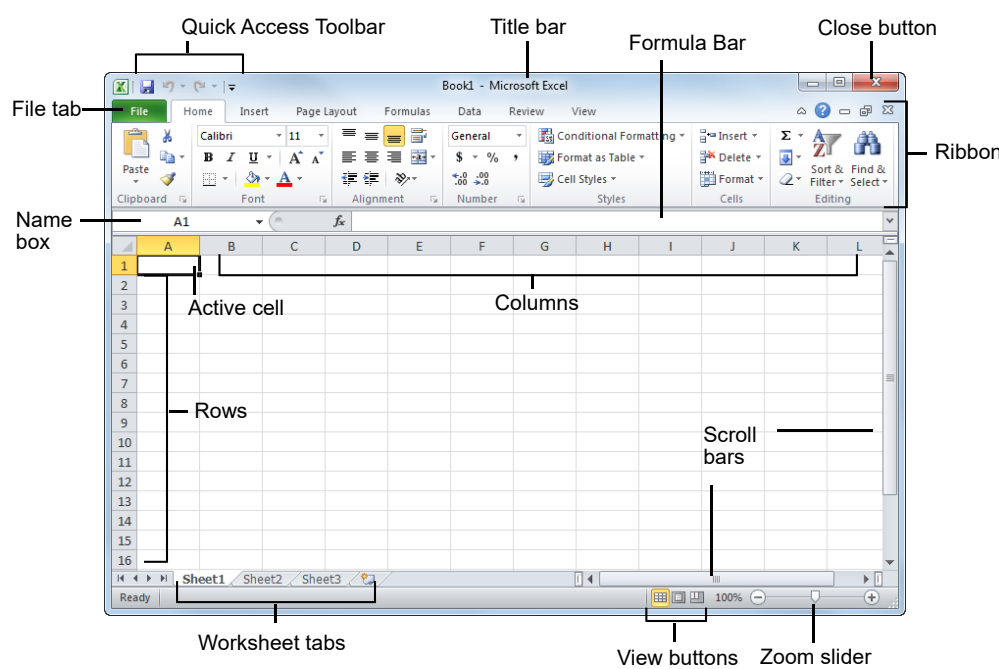 Quick Access Toolbar
Title bar
Formula Bar
Close button
Book1 - Microsoft Excel
File tab
File Home Insert Page Layout Formulas Data Review View
Ribbon
Calibri 11 General Conditional Formatting Insert Σ
Paste B I U A A $ % , Format as Table Delete Sort & Filter Find & Select
A .00 .0 Cell Styles Format
Clipboard Font Alignment Number Styles Cells Editing
Name box
A1 fx
A B C D E F G H I J K L
1
2
Active cell
Columns
3
4
5
6
7
8
Rows
9
10
Scroll bars
11
12
13
14
15
16
Sheet1 Sheet2 Sheet3
Ready 100%
Worksheet tabs
View buttons
Zoom slider